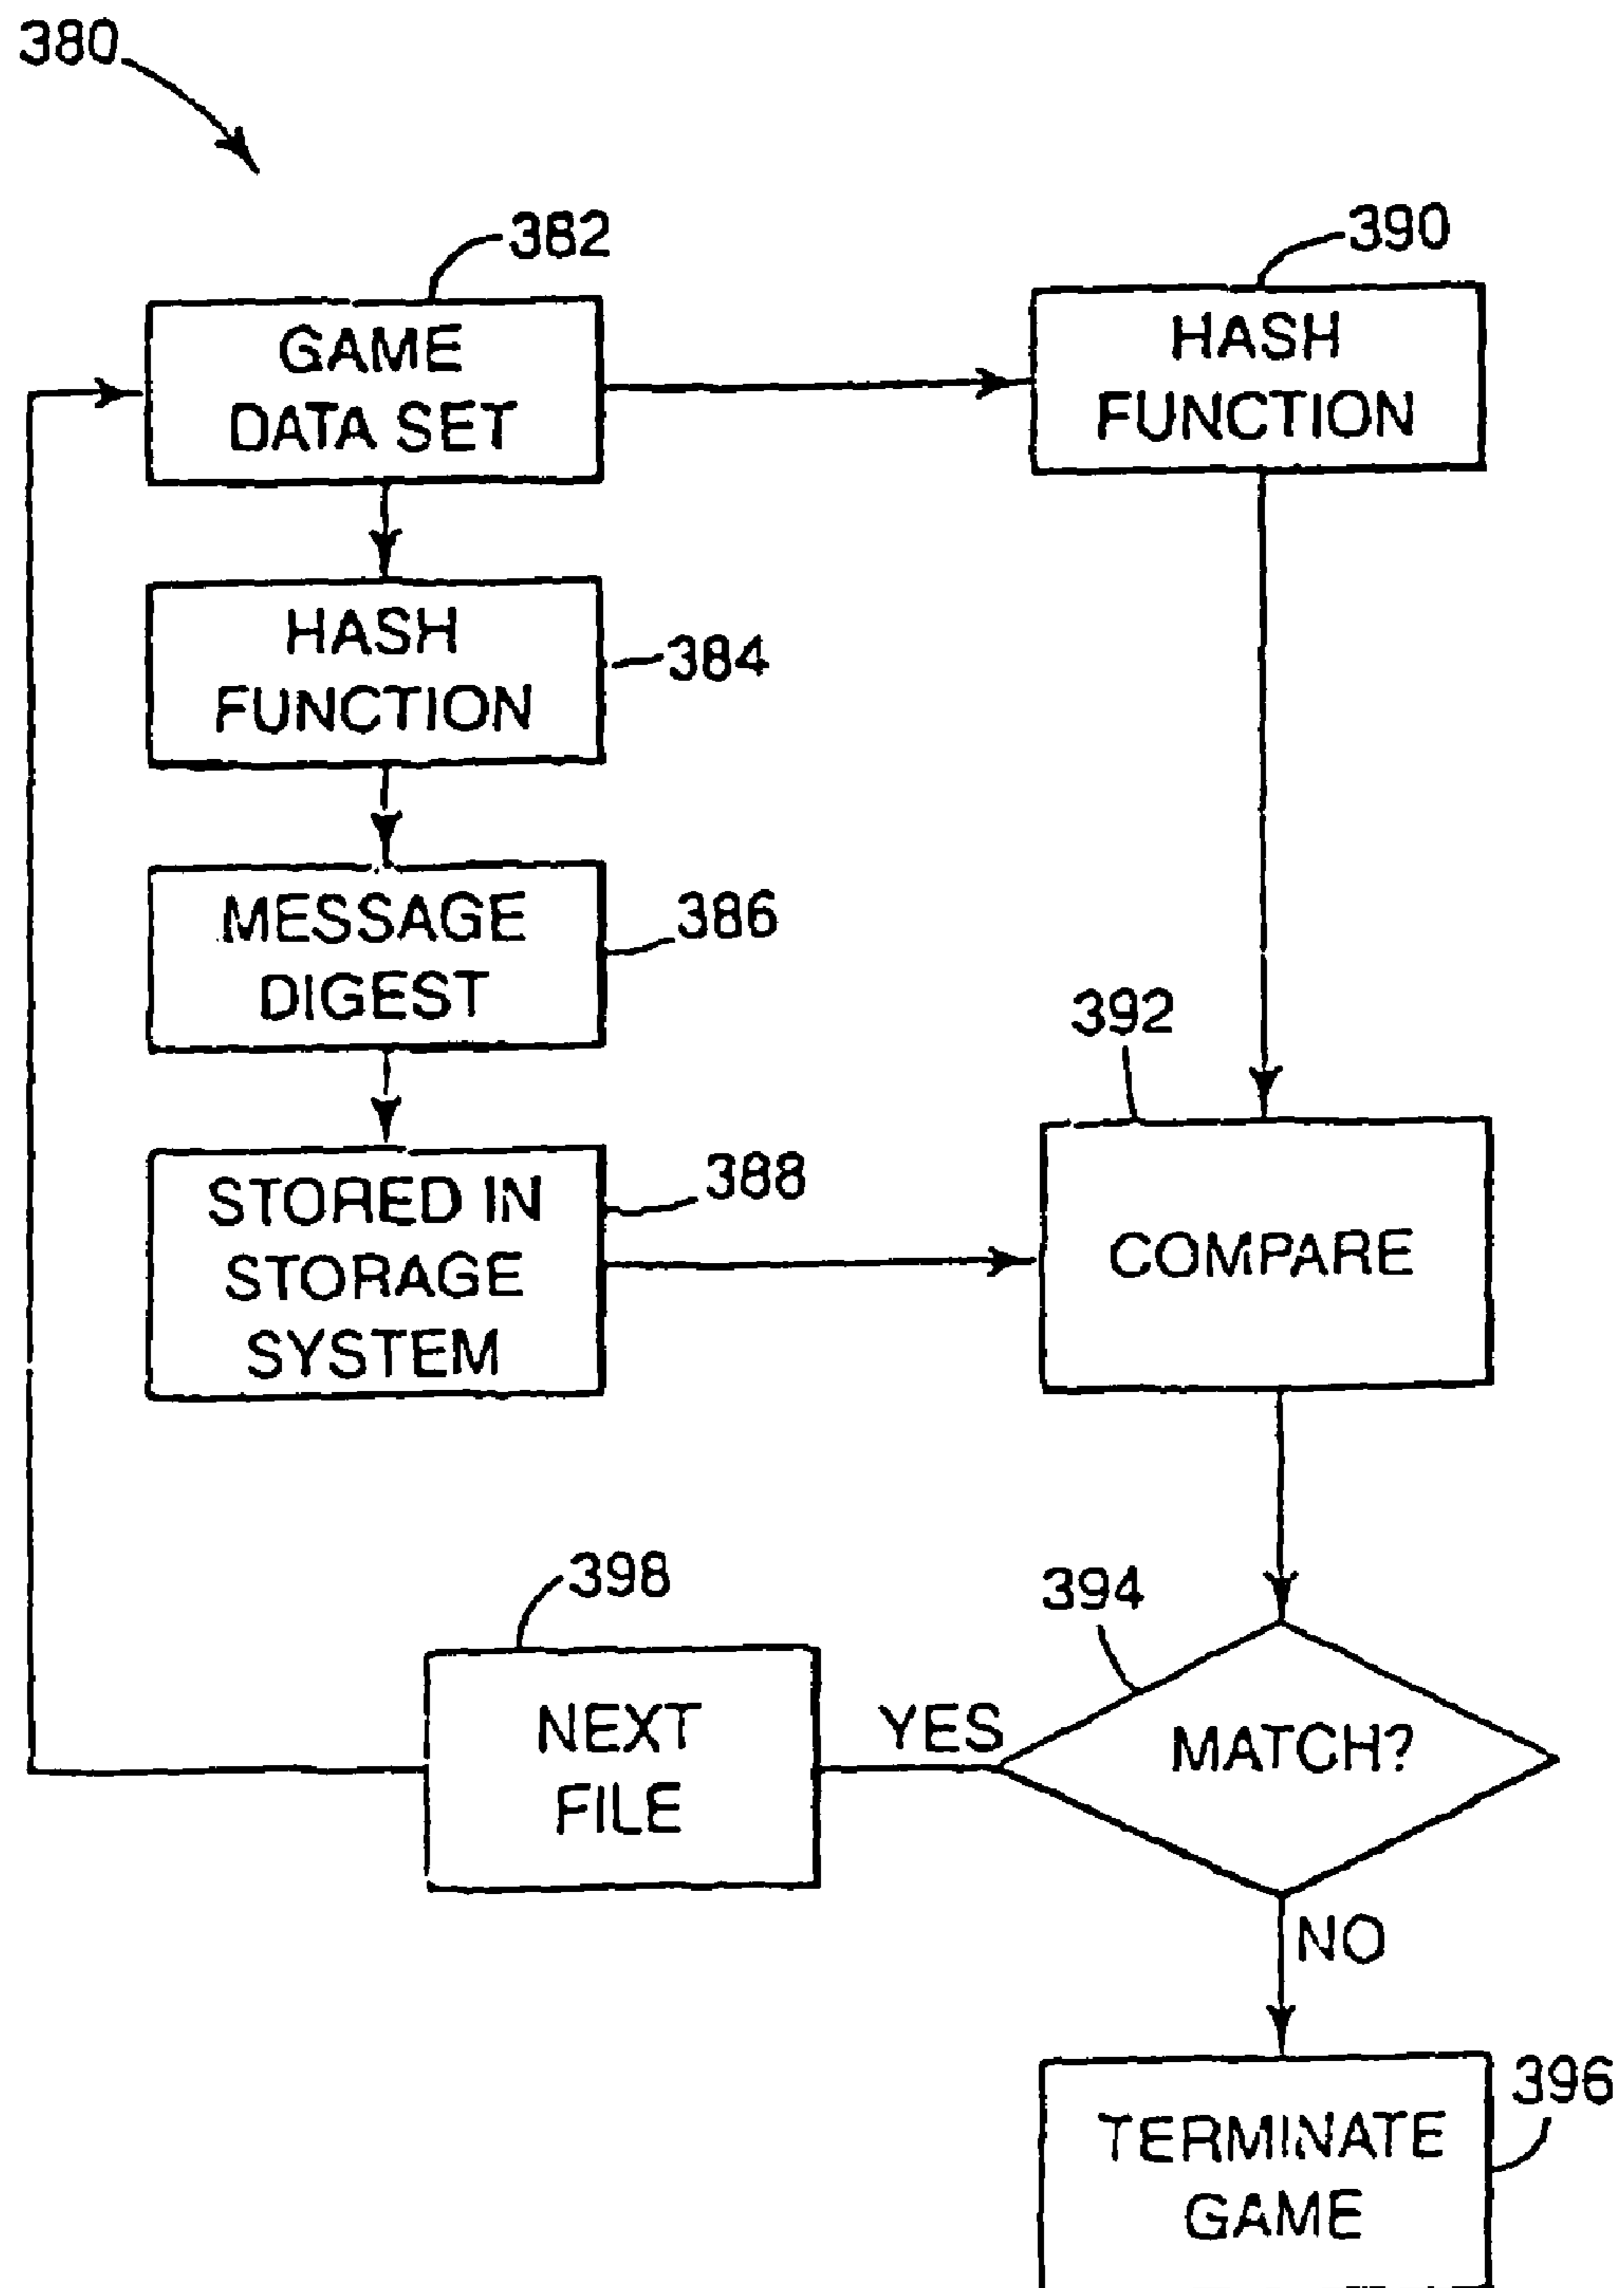 380
382
390
GAME
DATA SET
HASH
FUNCTION
HASH
FUNCTION
384
MESSAGE
DIGEST
386
392
STORED IN
STORAGE
SYSTEM
388
COMPARE
398
394
NEXT
FILE
YES
MATCH?
NO
396
TERMINATE
GAME